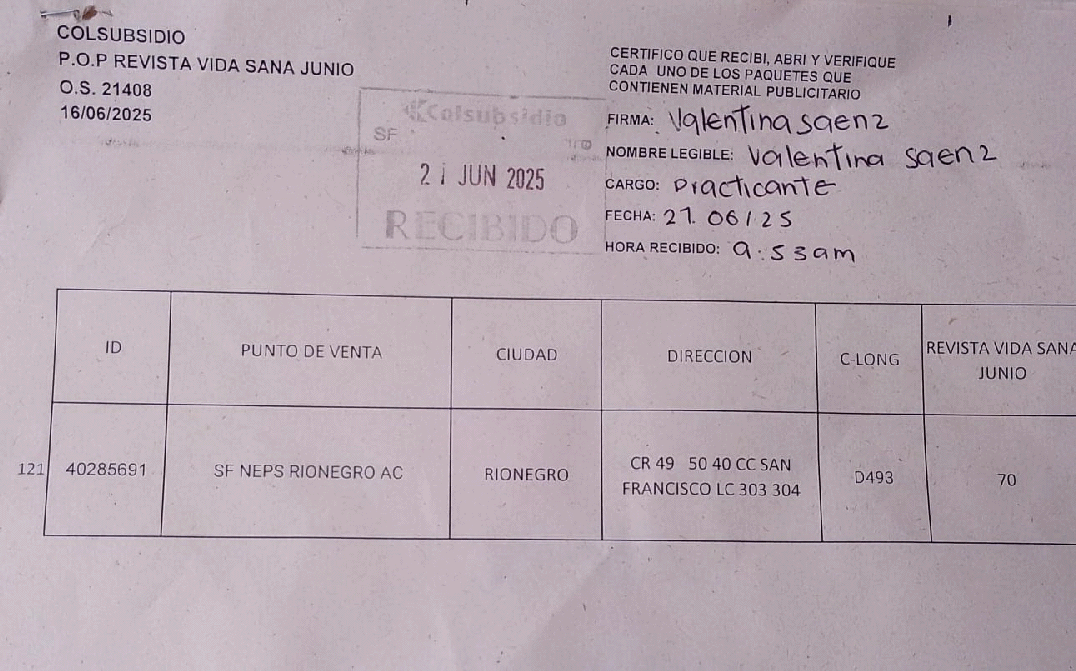 COLSUBSIDIO
P.O.P REVISTA VIDA SANA JUNIO
O.S. 21408
16/06/2025
Colsubsidio
SF
21 JUN 2025
RECIBIDO
CERTIFICO QUE RECIBI, ABRI Y VERIFIQUE
CADA UNO DE LOS PAQUETES QUE
CONTIENEN MATERIAL PUBLICITARIO
FIRMA: Valentina saenz
NOMBRE LEGIBLE: Valentina saenz
CARGO: Practicante
FECHA: 21.06/25
HORA RECIBIDO: 9:53am
ID PUNTO DE VENTA CIUDAD DIRECCION C-LONG REVISTA VIDA SANA
JUNIO
121 40285691 SF NEPS RIONEGRO AC RIONEGRO CR 49 50 40 CC SAN D493 70
FRANCISCO LC 303 304